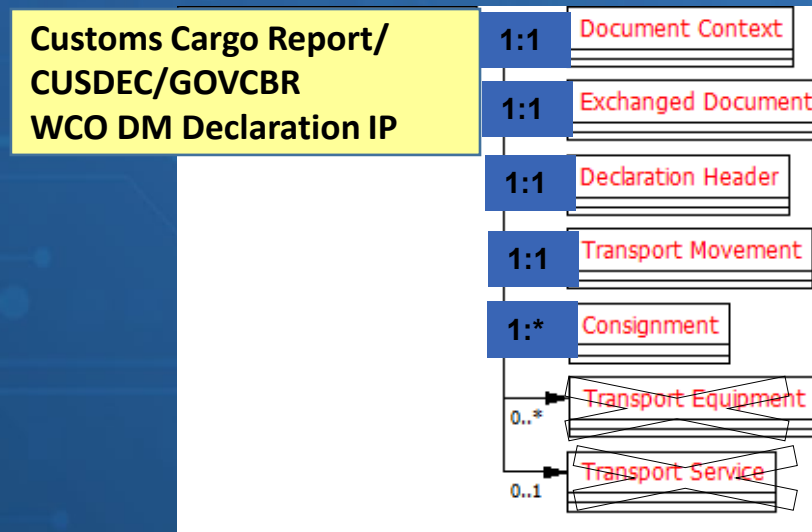 Customs Cargo Report/
CUSDEC/GOVCBR
WCO DM Declaration IP
1:1 Document Context
1:1 Exchanged Document
1:1 Declaration Header
1:1 Transport Movement
1:* Consignment
0..* Transport Equipment
0..1 Transport Service